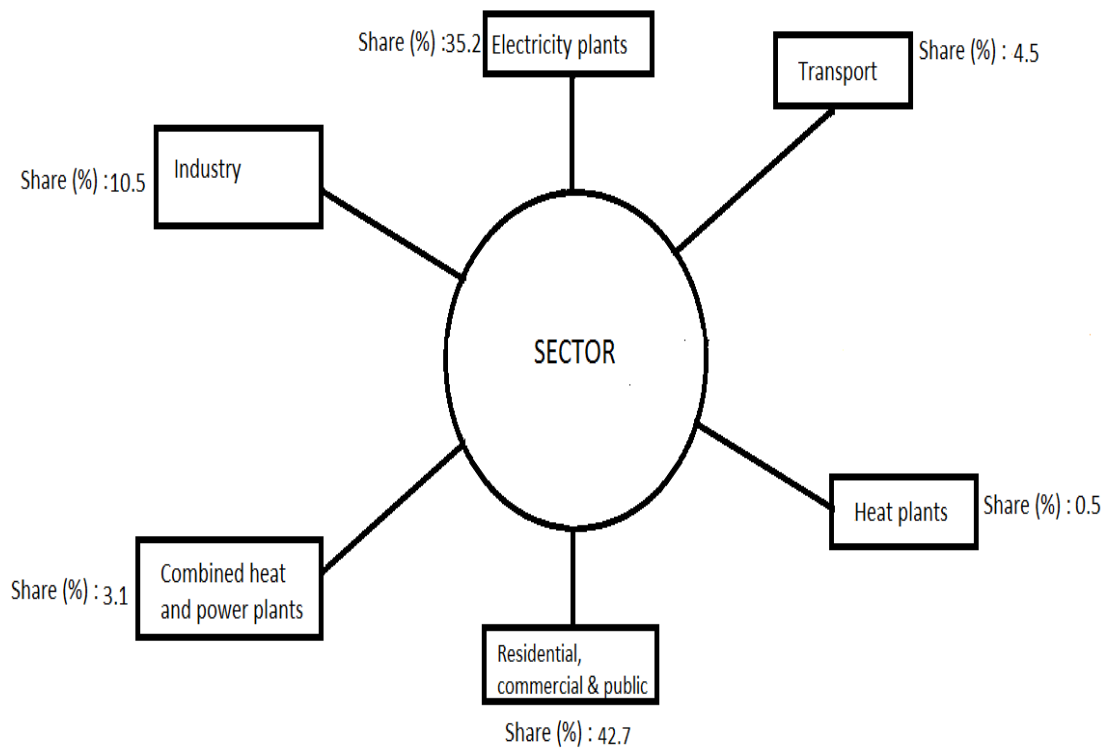 Share (%) :35.2
Electricity plants
Transport
Share (%) : 4.5
Industry
Share (%) :10.5
SECTOR
Heat plants
Share (%) : 0.5
Combined heat
and power plants
Share (%) : 3.1
Residential,
commercial & public
Share (%) : 42.7